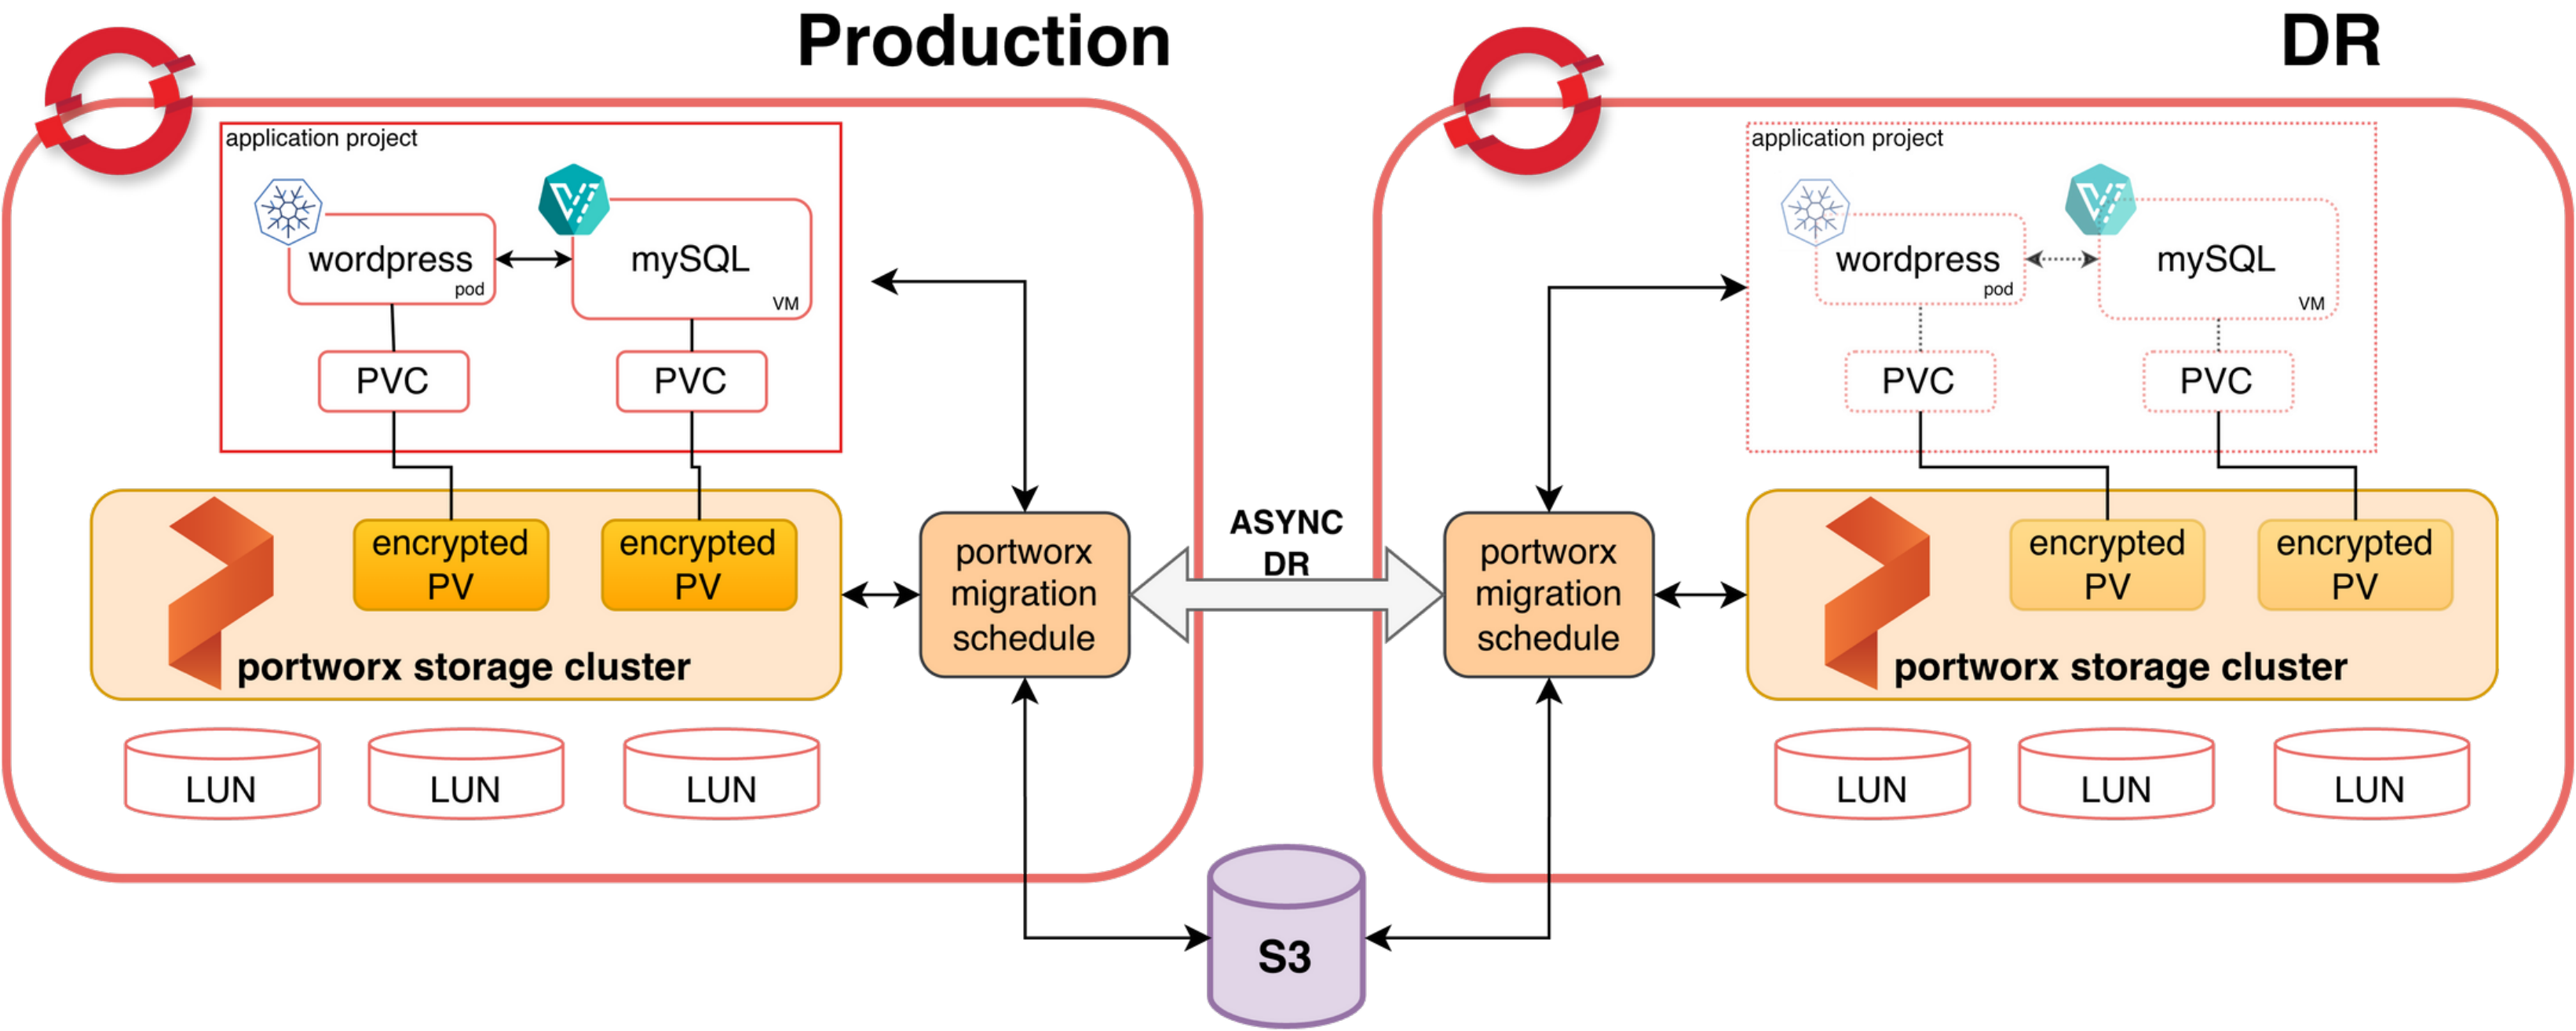 Production
application project
wordpress
pod
mySQL
VM
PVC
PVC
encrypted
PV
encrypted
PV
portworx storage cluster
LUN
LUN
LUN
portworx
migration
schedule
ASYNC
DR
S3
DR
application project
wordpress
pod
mySQL
VM
PVC
PVC
portworx
migration
schedule
encrypted
PV
encrypted
PV
portworx storage cluster
LUN
LUN
LUN